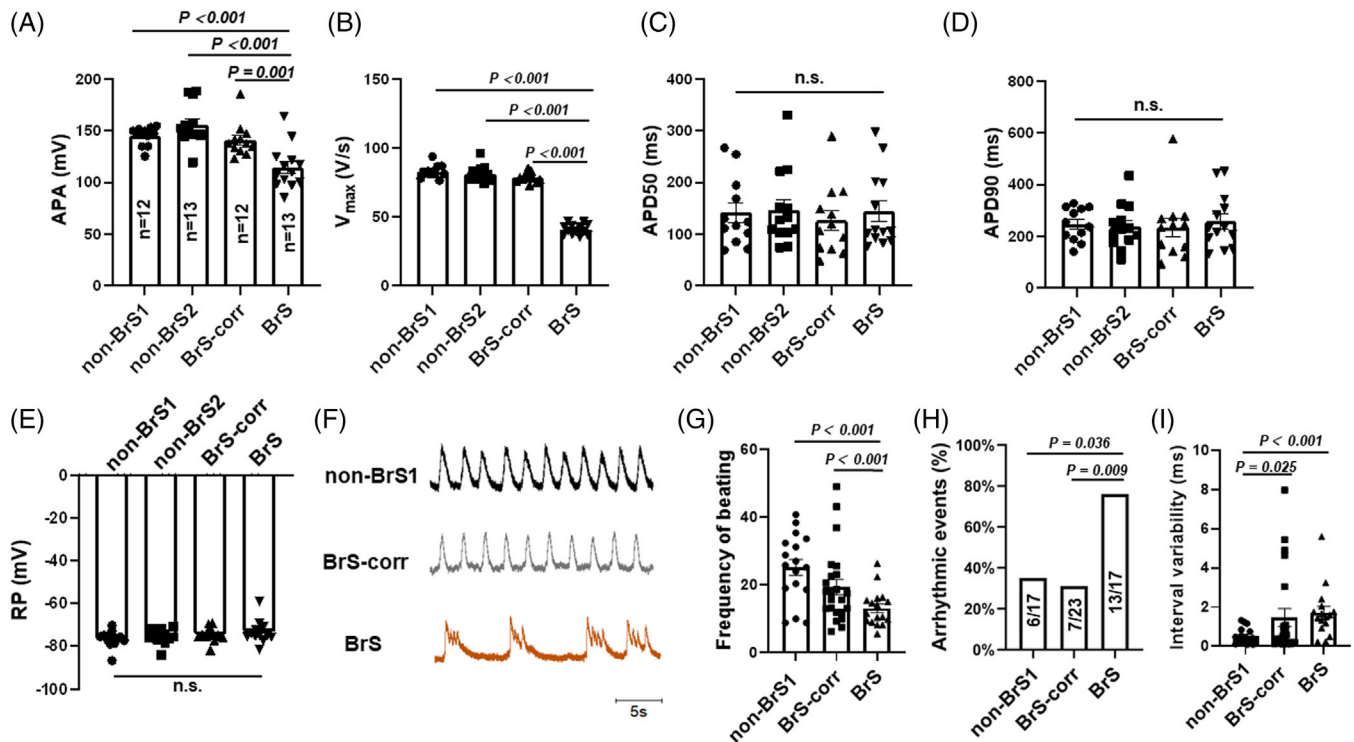 (A)
P <0.001
P <0.001
P = 0.001
APA (mV)
200
150
100
50
0
n=12
n=13
n=12
n=13
non-BrS1
non-BrS2
BrS-corr
BrS
(B)
P <0.001
P <0.001
P <0.001
Vmax (V/s)
150
100
50
0
non-BrS1
non-BrS2
BrS-corr
BrS
(C)
n.s.
APD50 (ms)
400
300
200
100
0
non-BrS1
non-BrS2
BrS-corr
BrS
(D)
n.s.
APD90 (ms)
800
600
400
200
0
non-BrS1
non-BrS2
BrS-corr
BrS
(E)
non-BrS1
non-BrS2
BrS-corr
BrS
RP (mV)
0
-20
-40
-60
-80
-100
n.s.
(F)
non-BrS1
BrS-corr
BrS
5s
(G)
P < 0.001
P <0.001
Frequency of beating
60
40
20
0
non-BrS1
BrS-corr
BrS
(H)
P = 0.036
P = 0.009
Arrhythmic events (%)
100%
80%
60%
40%
20%
0%
6/17
7/23
13/17
non-BrS1
BrS-corr
BrS
(I)
P < 0.001
P = 0.025
Interval variability (ms)
10
8
6
4
2
0
non-BrS1
BrS-corr
BrS